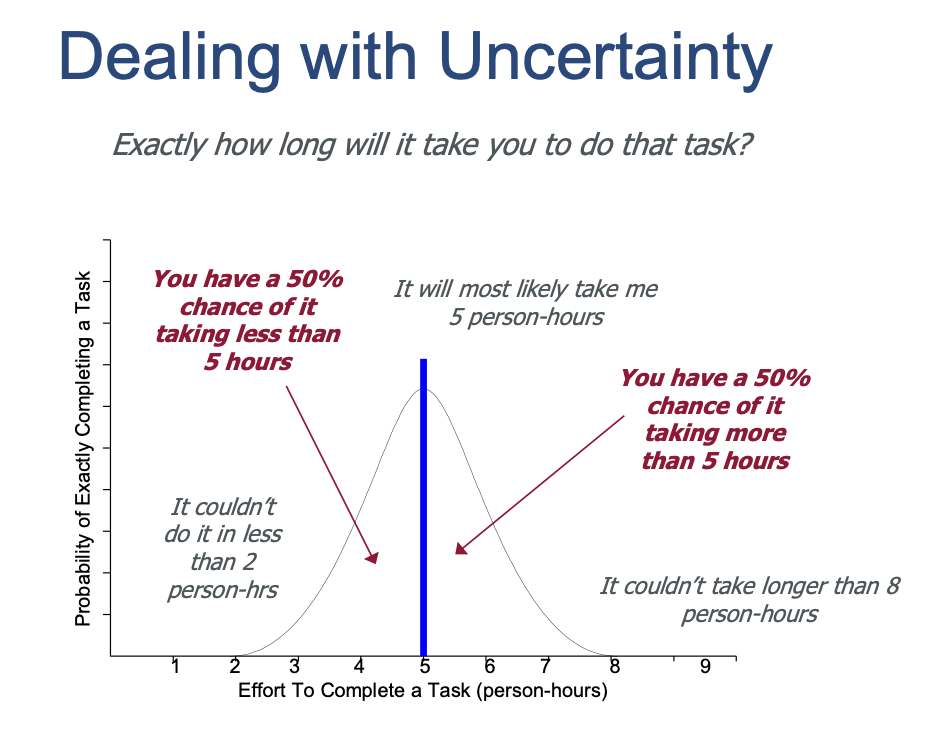 Dealing with Uncertainty
Exactly how long will it take you to do that task?
You have a 50%
chance of it
taking less than
5 hours
It will most likely take me
5 person-hours
You have a 50%
chance of it
taking more
than 5 hours
It couldn't
do it in less
than 2
person-hrs
It couldn't take longer than 8
person-hours
Probability of Exactly Completing a Task
1 2 3 4 5 6 7 8 9
Effort To Complete a Task (person-hours)